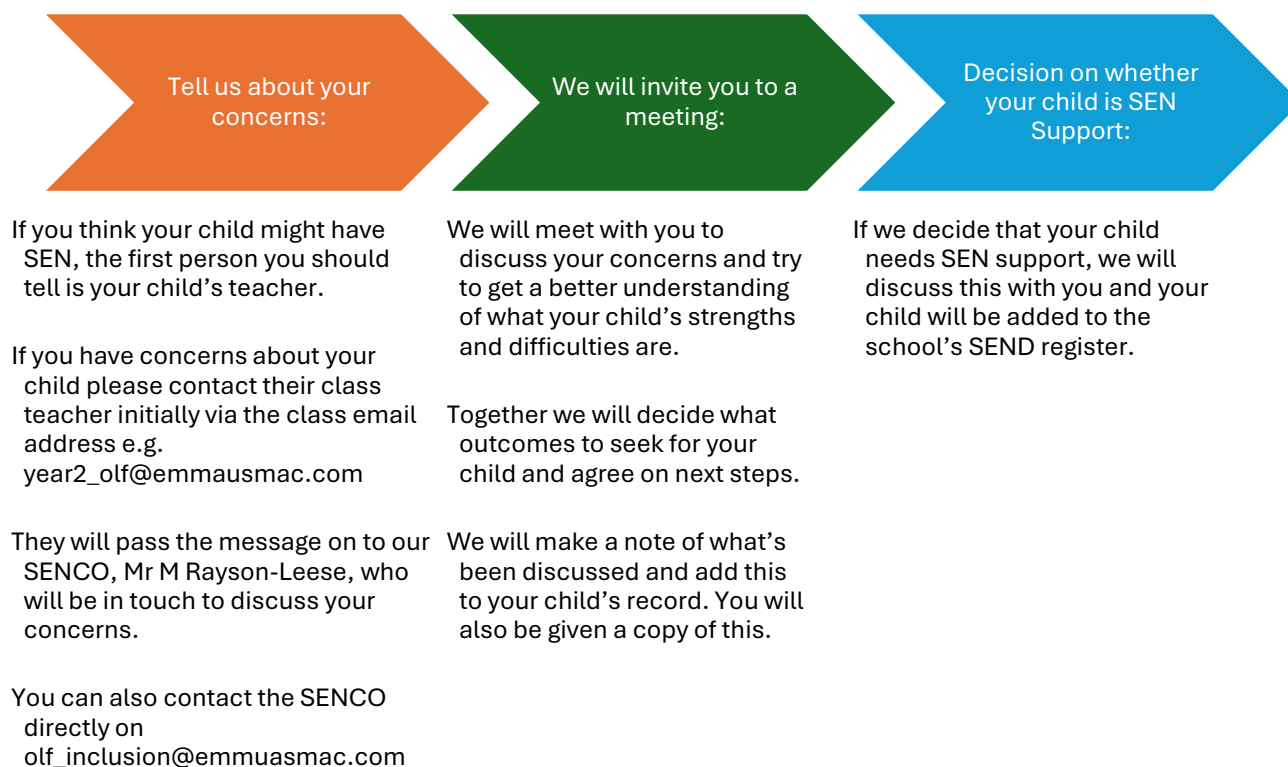 Tell us about your
concerns:
We will invite you to a
meeting:
Decision on whether
your child is SEN
Support:
If you think your child might have
SEN, the first person you should
tell is your child’s teacher.
If you have concerns about your
child please contact their class
teacher initially via the class email
address e.g.
year2_olf@emmausmac.com
They will pass the message on to our
SENCO, Mr M Rayson-Leese, who
will be in touch to discuss your
concerns.
You can also contact the SENCO
directly on
olf_inclusion@emmuasmac.com
We will meet with you to
discuss your concerns and try
to get a better understanding
of what your child’s strengths
and difficulties are.
Together we will decide what
outcomes to seek for your
child and agree on next steps.
We will make a note of what’s
been discussed and add this
to your child’s record. You will
also be given a copy of this.
If we decide that your child
needs SEN support, we will
discuss this with you and your
child will be added to the
school’s SEND register.